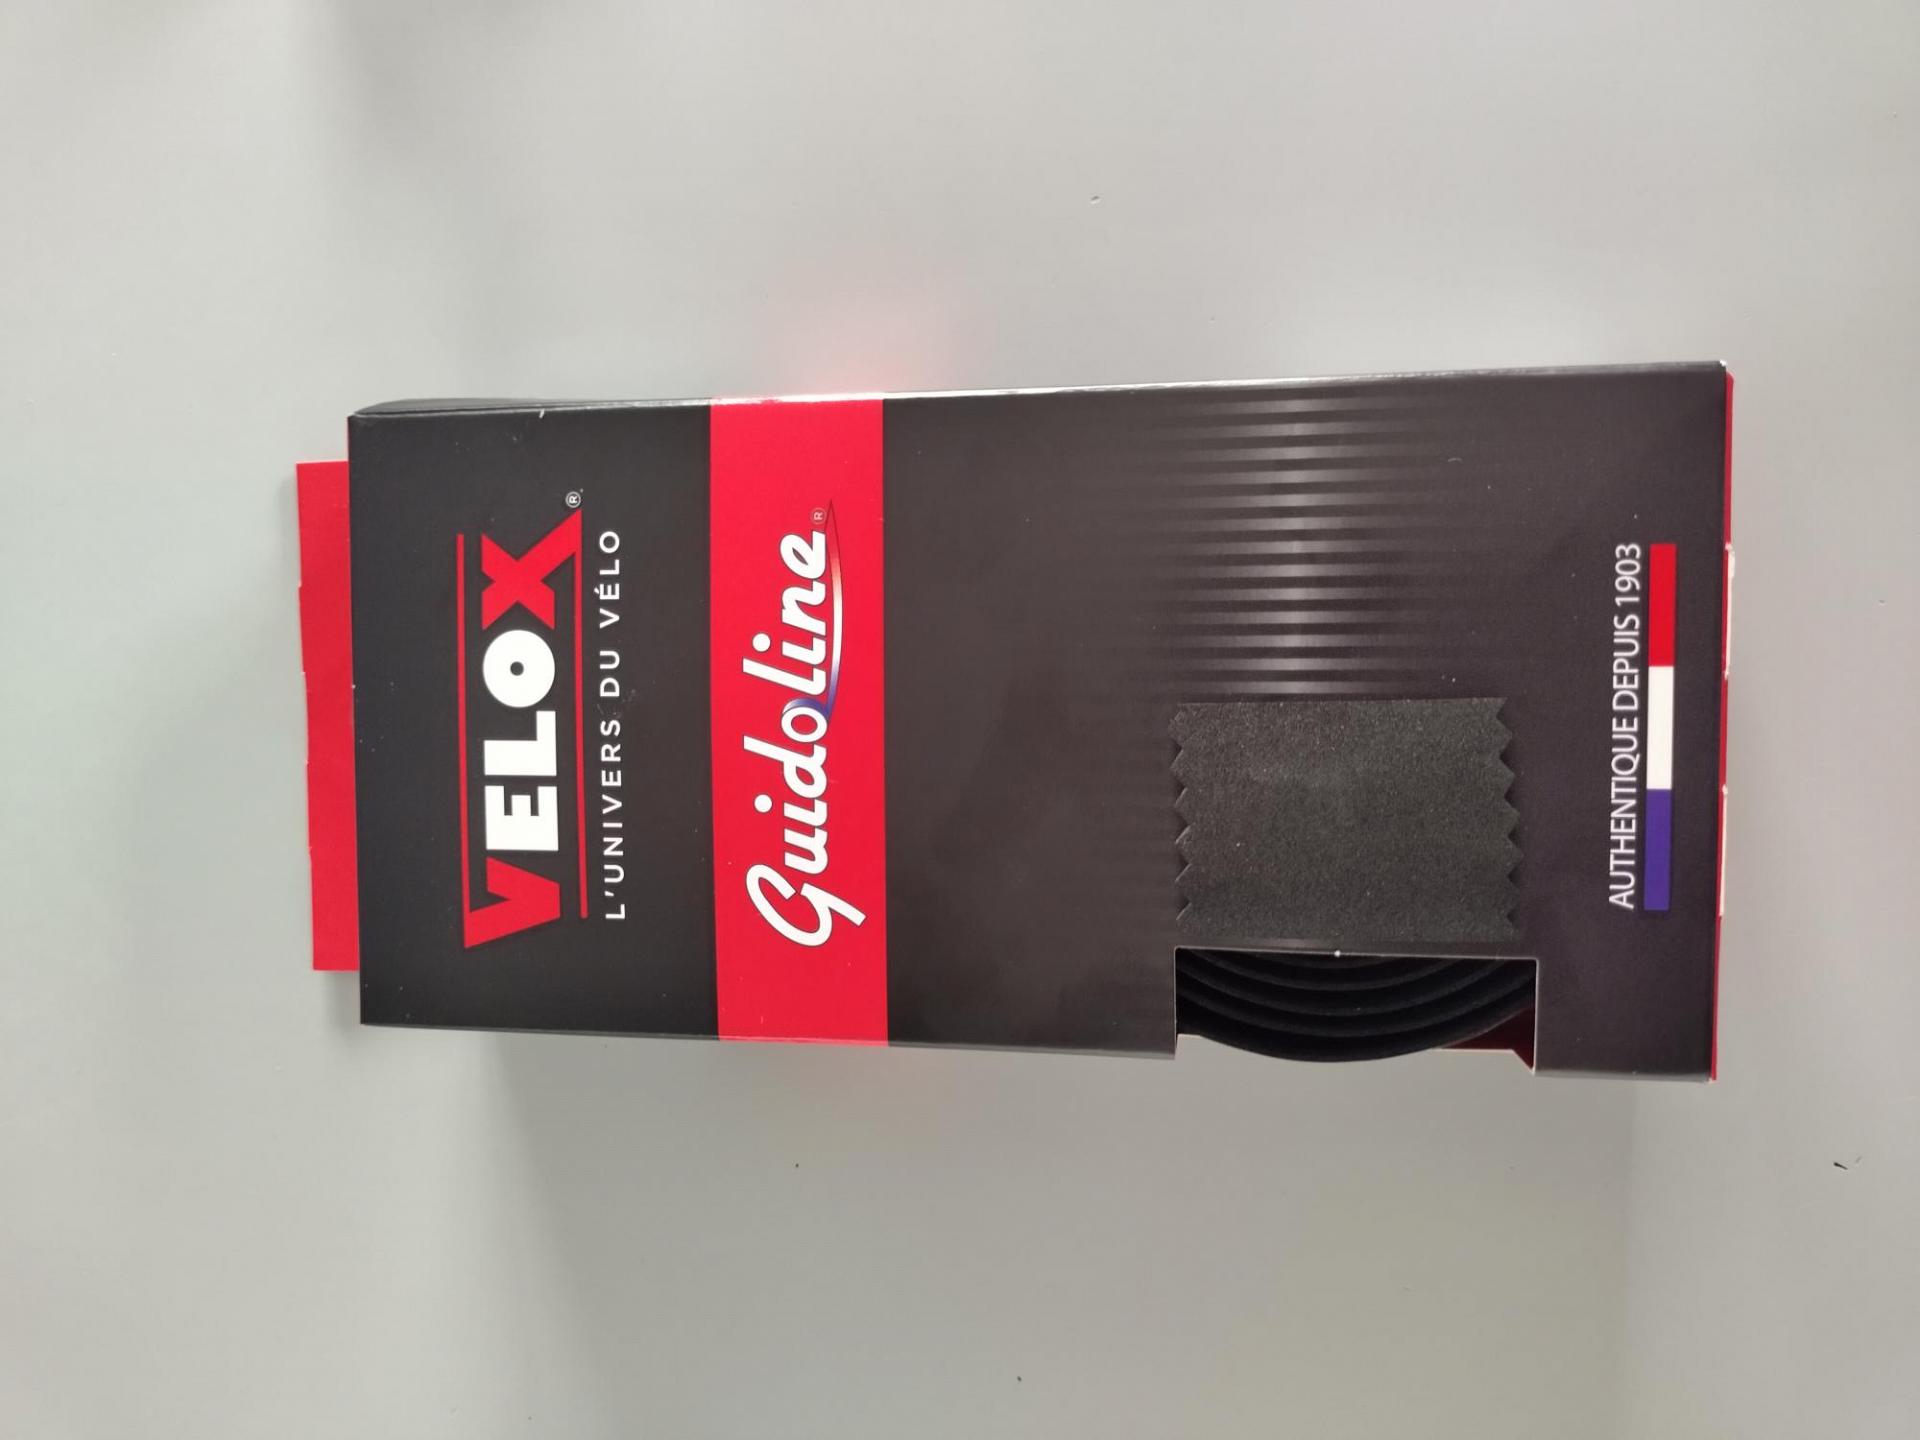 VELOX®
L'UNIVERS DU VÉLO
Guidoline®
AUTHENTIQUE DEPUIS 1903